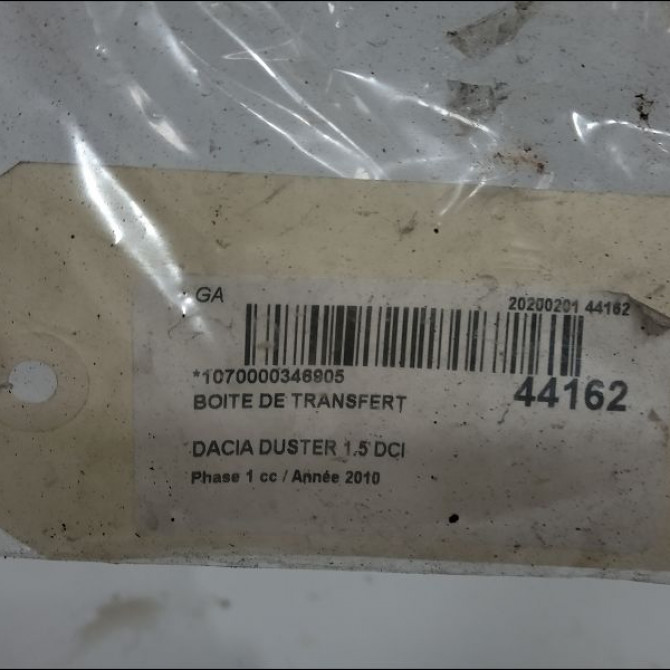 GA
20200201 44162
*1070000346905
44162
BOITE DE TRANSFERT
DACIA DUSTER 1.5 DCI
Phase 1 cc / Année 2010